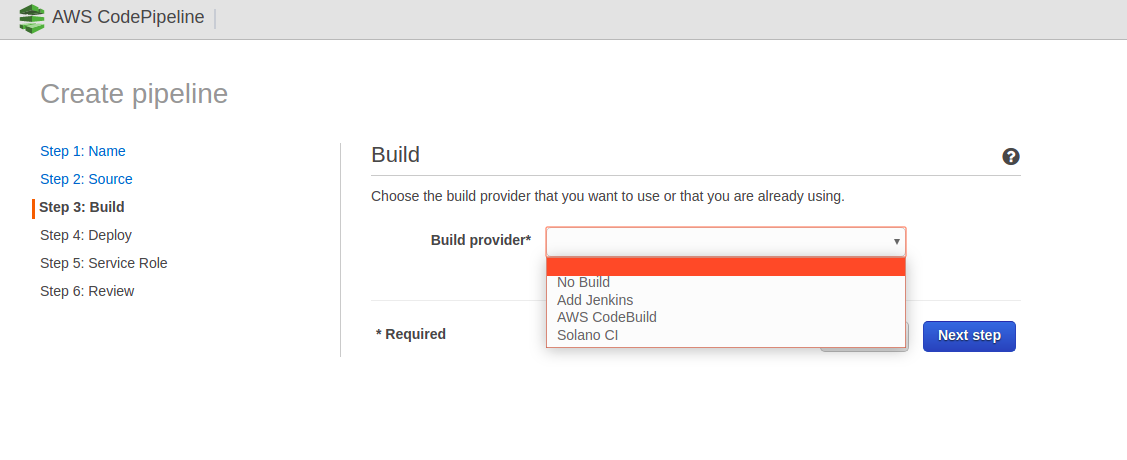 AWS CodePipeline
Create pipeline
Step 1: Name
Step 2: Source
Step 3: Build
Step 4: Deploy
Step 5: Service Role
Step 6: Review
Build
?
Choose the build provider that you want to use or that you are already using.
Build provider*
No Build
Add Jenkins
AWS CodeBuild
Solano CI
* Required
Next step